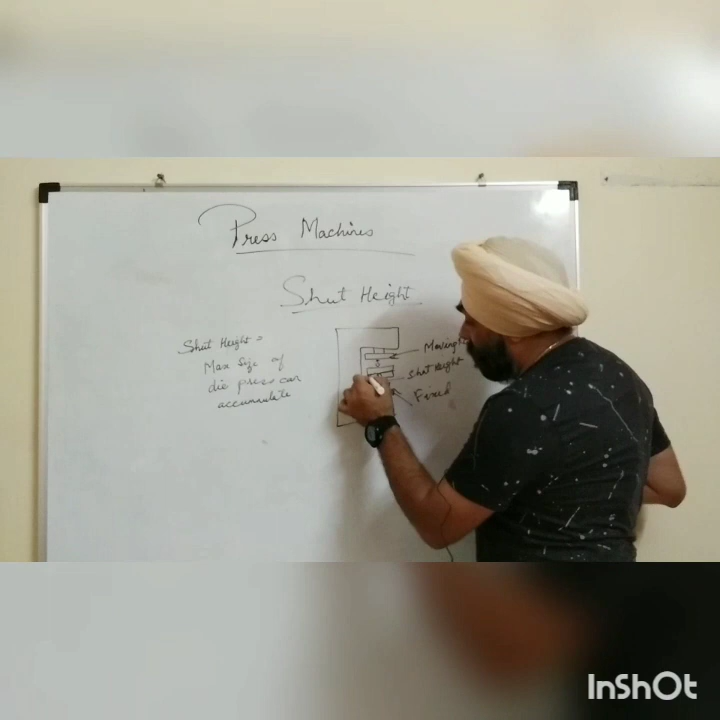 Press Machines
Shut Height
Shut Height =
Max Size of
die press can
accumulate
Moving
Shut Height
Fixed
InShOt